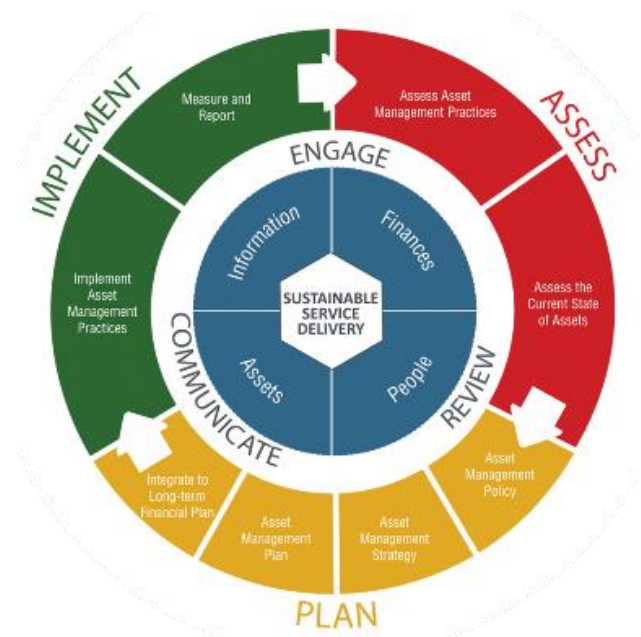 IMPLEMENT
ASSESS
PLAN
Measure and
Report
Assess Asset
Management Practices
Assess the
Current State
of Assets
Asset
Management
Policy
Asset
Management
Strategy
Asset
Management
Plan
Integrate to
Long-term
Financial Plan
Implement
Asset
Management
Practices
ENGAGE
REVIEW
COMMUNICATE
Information
Finances
People
Assets
SUSTAINABLE
SERVICE
DELIVERY